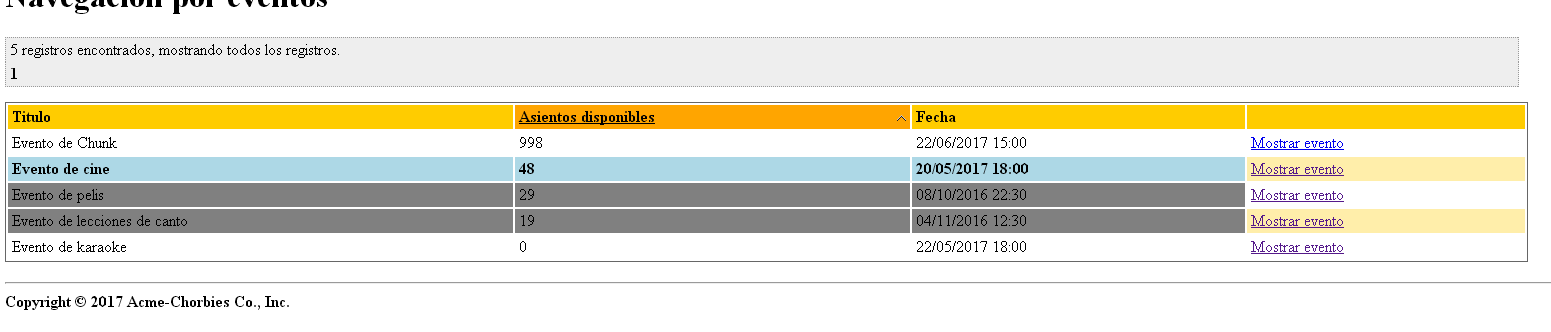 Navegación por eventos
5 registros encontrados, mostrando todos los registros.
1
Título Asientos disponibles Fecha
Evento de Chunk 998 22/06/2017 15:00 Mostrar evento
Evento de cine 48 20/05/2017 18:00 Mostrar evento
Evento de pelis 29 08/10/2016 22:30 Mostrar evento
Evento de lecciones de canto 19 04/11/2016 12:30 Mostrar evento
Evento de karaoke 0 22/05/2017 18:00 Mostrar evento
Copyright © 2017 Acme-Chorbies Co., Inc.